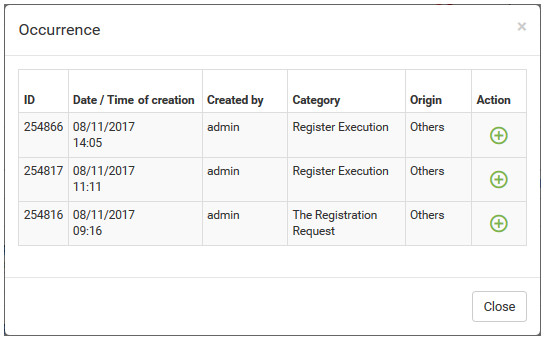 Occurrence
×
ID Date / Time of creation Created by Category Origin Action
254866 08/11/2017 admin Register Execution Others
14:05
254817 08/11/2017 admin Register Execution Others
11:11
254816 08/11/2017 admin The Registration Others
09:16 Request
Close